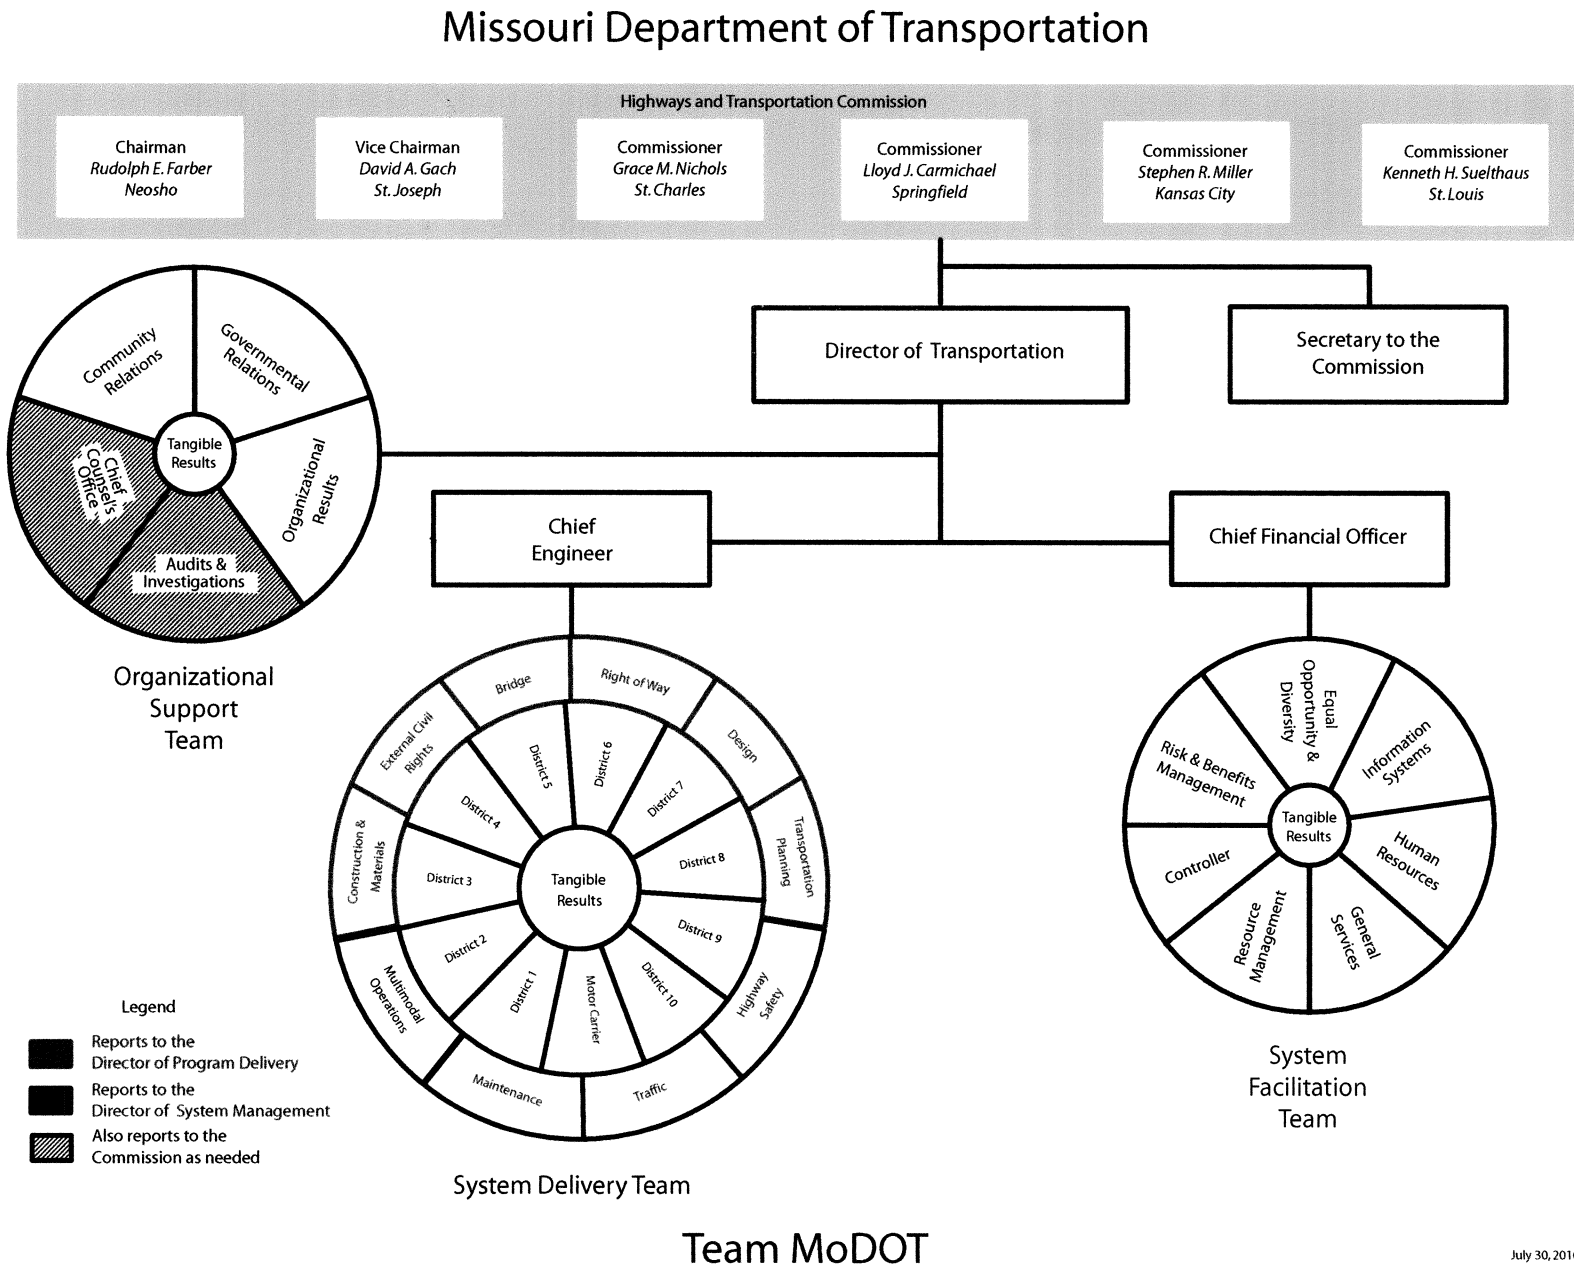 Missouri Department of Transportation
Highways and Transportation Commission
Chairman
Rudolph E. Farber
Neosho
Vice Chairman
David A. Gach
St. Joseph
Commissioner
Grace M. Nichols
St. Charles
Commissioner
Lloyd J. Carmichael
Springfield
Commissioner
Stephen R. Miller
Kansas City
Commissioner
Kenneth H. Suelthaus
St. Louis
Director of Transportation
Secretary to the
Commission
Community
Relations
Governmental
Relations
Organizational
Results
Audits &
Investigations
Chief
Counsel's
Office
Tangible
Results
Organizational
Support
Team
Chief
Engineer
Chief Financial Officer
Bridge
Right of Way
Design
Transportation
Planning
Highway
Safety
Traffic
Maintenance
Multimodal
Operations
Construction &
Materials
External Civil
Rights
District 5
District 6
District 7
District 8
District 9
District 10
Motor Carrier
District 1
District 2
District 3
District 4
Tangible
Results
System Delivery Team
Equal
Opportunity &
Diversity
Information
Systems
Human
Resources
General
Services
Resource
Management
Controller
Risk & Benefits
Management
Tangible
Results
System
Facilitation
Team
Legend
Reports to the
Director of Program Delivery
Reports to the
Director of System Management
Also reports to the
Commission as needed
Team MoDOT
July 30, 201